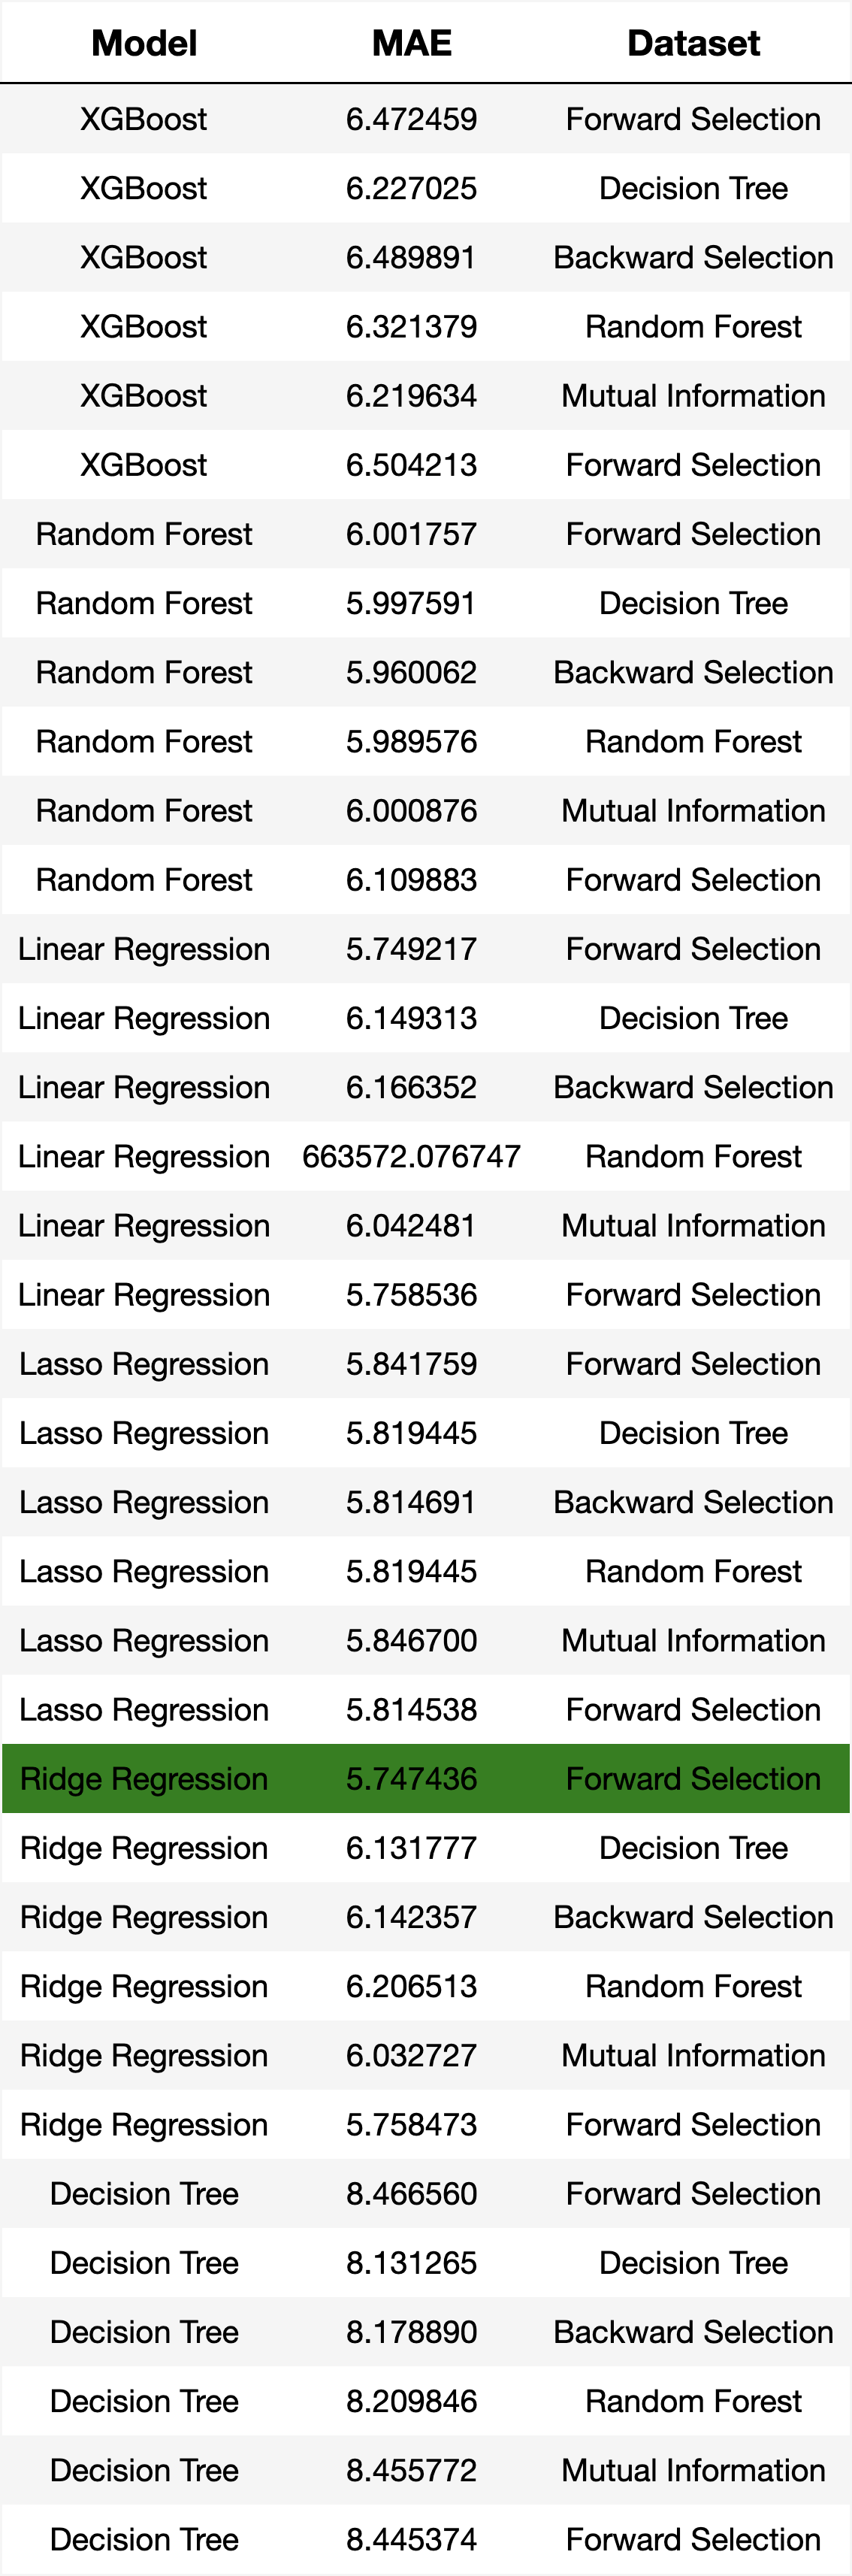 Model MAE Dataset
XGBoost 6.472459 Forward Selection
XGBoost 6.227025 Decision Tree
XGBoost 6.489891 Backward Selection
XGBoost 6.321379 Random Forest
XGBoost 6.219634 Mutual Information
XGBoost 6.504213 Forward Selection
Random Forest 6.001757 Forward Selection
Random Forest 5.997591 Decision Tree
Random Forest 5.960062 Backward Selection
Random Forest 5.989576 Random Forest
Random Forest 6.000876 Mutual Information
Random Forest 6.109883 Forward Selection
Linear Regression 5.749217 Forward Selection
Linear Regression 6.149313 Decision Tree
Linear Regression 6.166352 Backward Selection
Linear Regression 663572.076747 Random Forest
Linear Regression 6.042481 Mutual Information
Linear Regression 5.758536 Forward Selection
Lasso Regression 5.841759 Forward Selection
Lasso Regression 5.819445 Decision Tree
Lasso Regression 5.814691 Backward Selection
Lasso Regression 5.819445 Random Forest
Lasso Regression 5.846700 Mutual Information
Lasso Regression 5.814538 Forward Selection
Ridge Regression 5.747436 Forward Selection
Ridge Regression 6.131777 Decision Tree
Ridge Regression 6.142357 Backward Selection
Ridge Regression 6.206513 Random Forest
Ridge Regression 6.032727 Mutual Information
Ridge Regression 5.758473 Forward Selection
Decision Tree 8.466560 Forward Selection
Decision Tree 8.131265 Decision Tree
Decision Tree 8.178890 Backward Selection
Decision Tree 8.209846 Random Forest
Decision Tree 8.455772 Mutual Information
Decision Tree 8.445374 Forward Selection